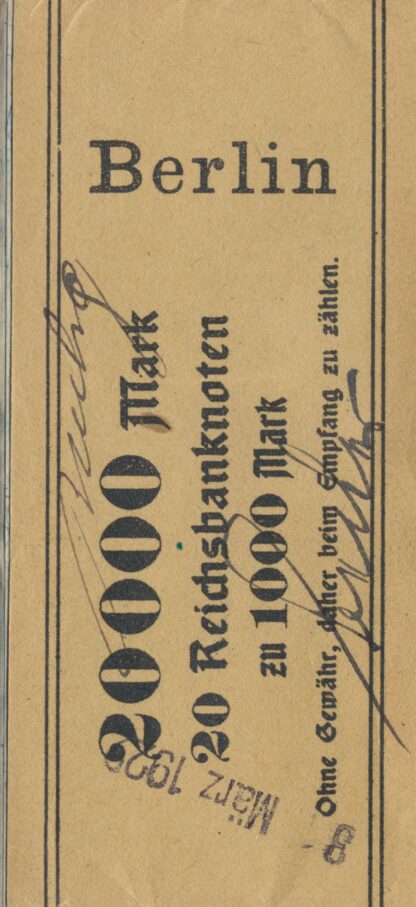 Berlin
20000 Mark
20 Reichsbanknoten
zu 1000 Mark
Ohne Gewähr, daher beim Empfang zu zählen.
März 192